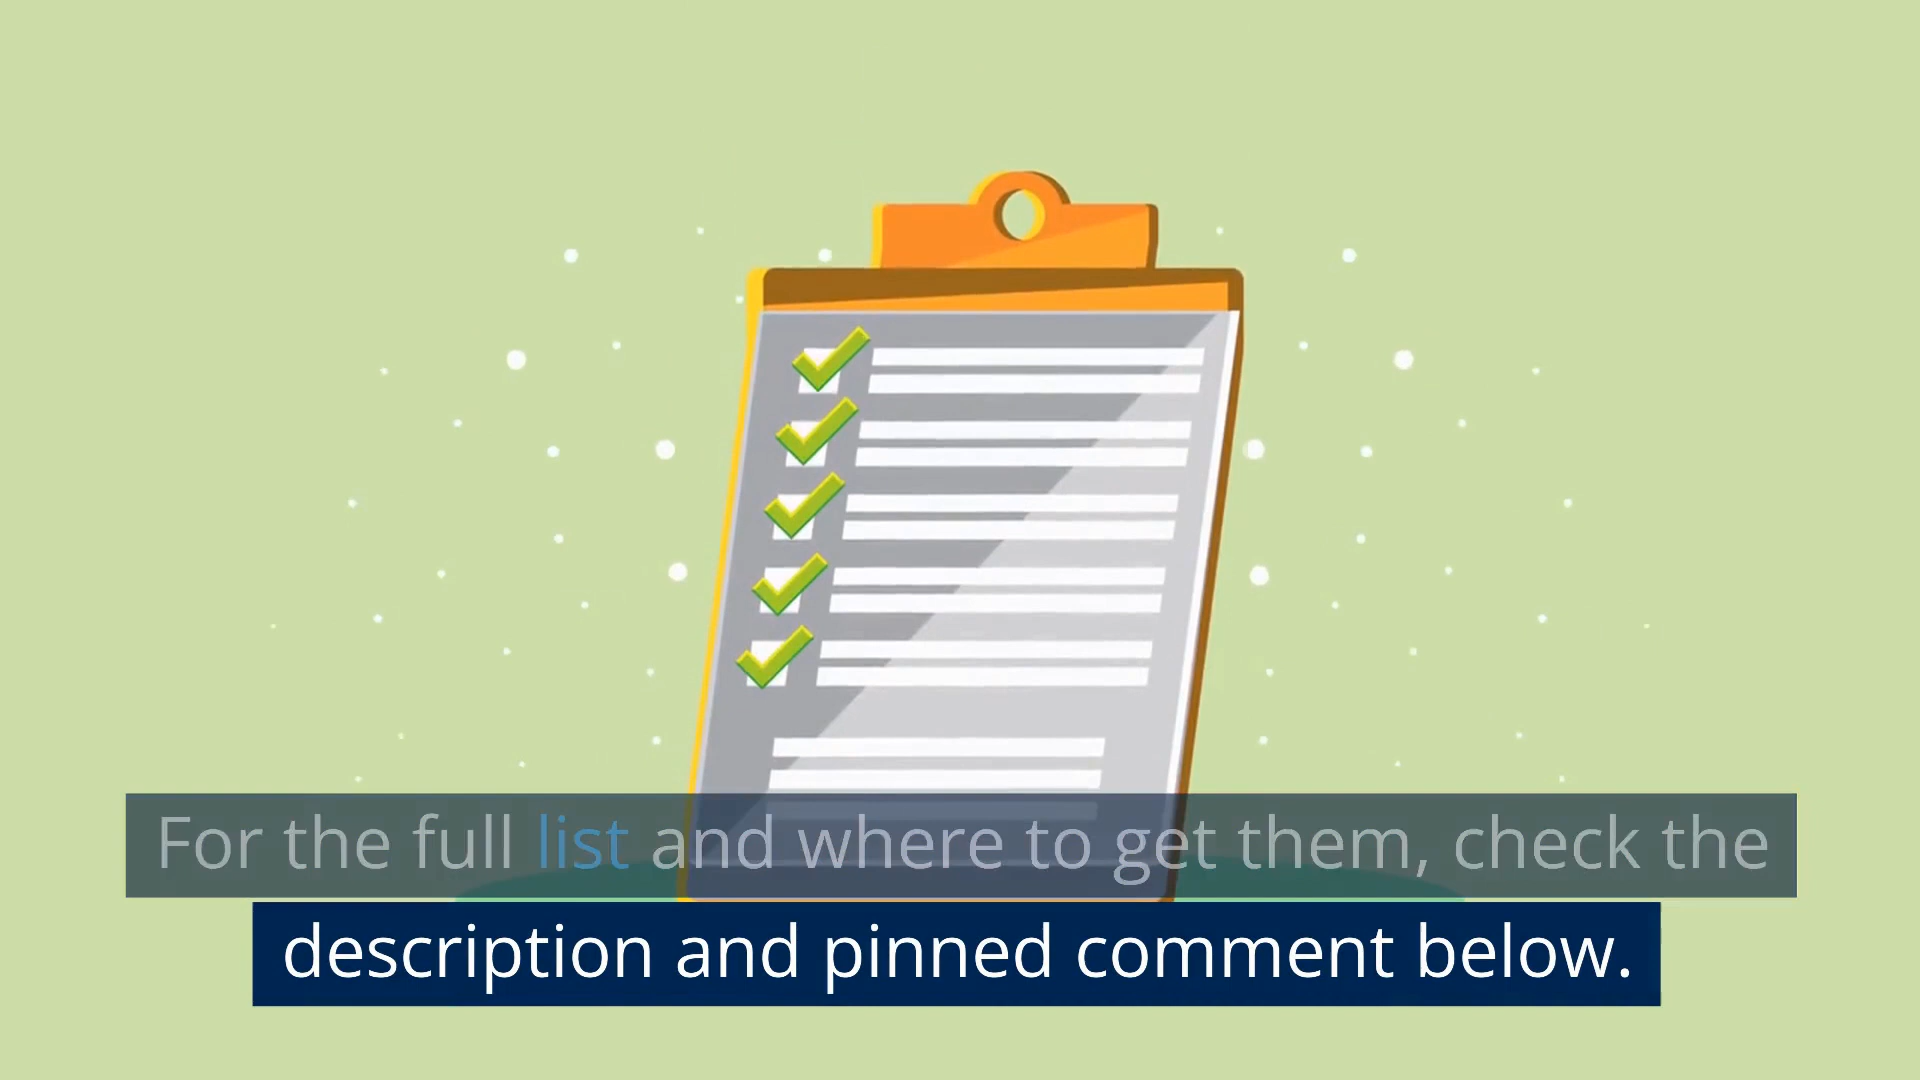 For the full list and where to get them, check the
description and pinned comment below.